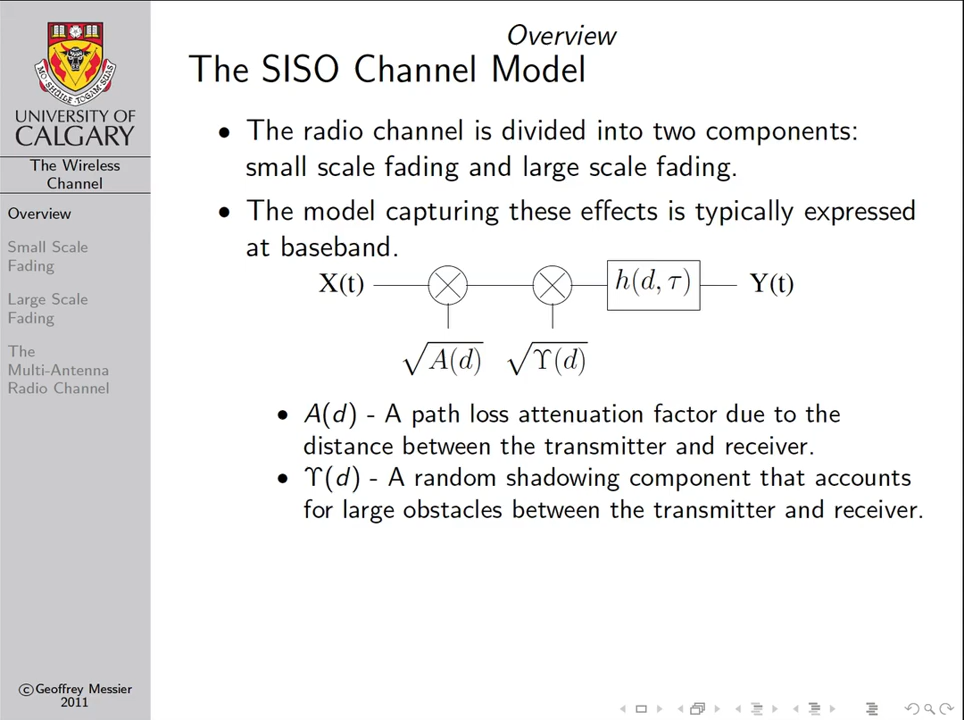 MO SHÙILE TOGAM SUAS
UNIVERSITY OF
CALGARY
The Wireless
Channel
Overview
Small Scale
Fading
Large Scale
Fading
The
Multi-Antenna
Radio Channel
©Geoffrey Messier
2011
Overview
The SISO Channel Model
• The radio channel is divided into two components:
small scale fading and large scale fading.
• The model capturing these effects is typically expressed
at baseband.
X(t) h(d, τ) Y(t)
√A(d) √ϒ(d)
• A(d) - A path loss attenuation factor due to the
distance between the transmitter and receiver.
• ϒ(d) - A random shadowing component that accounts
for large obstacles between the transmitter and receiver.